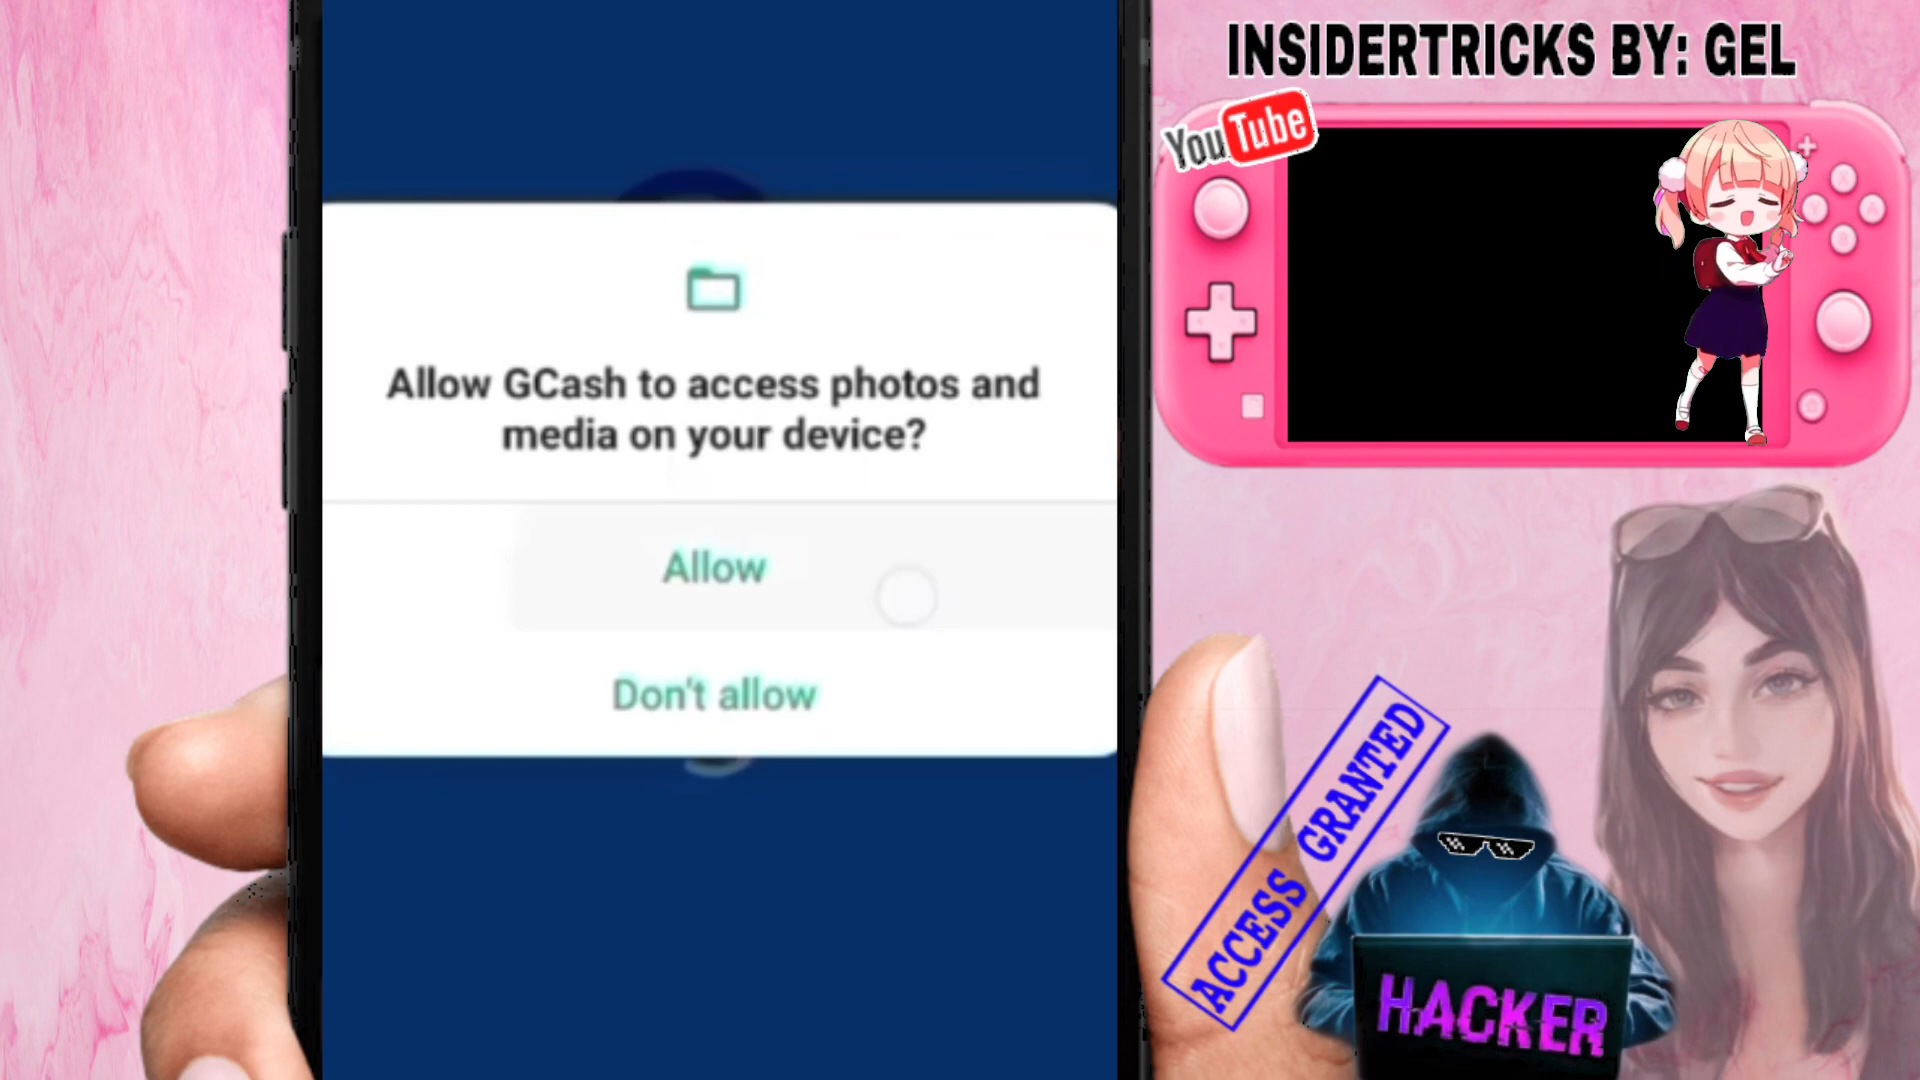 INSIDERTRICKS BY: GEL
YouTube
Allow GCash to access photos and
media on your device?
Allow
Don't allow
ACCESS GRANTED
HACKER